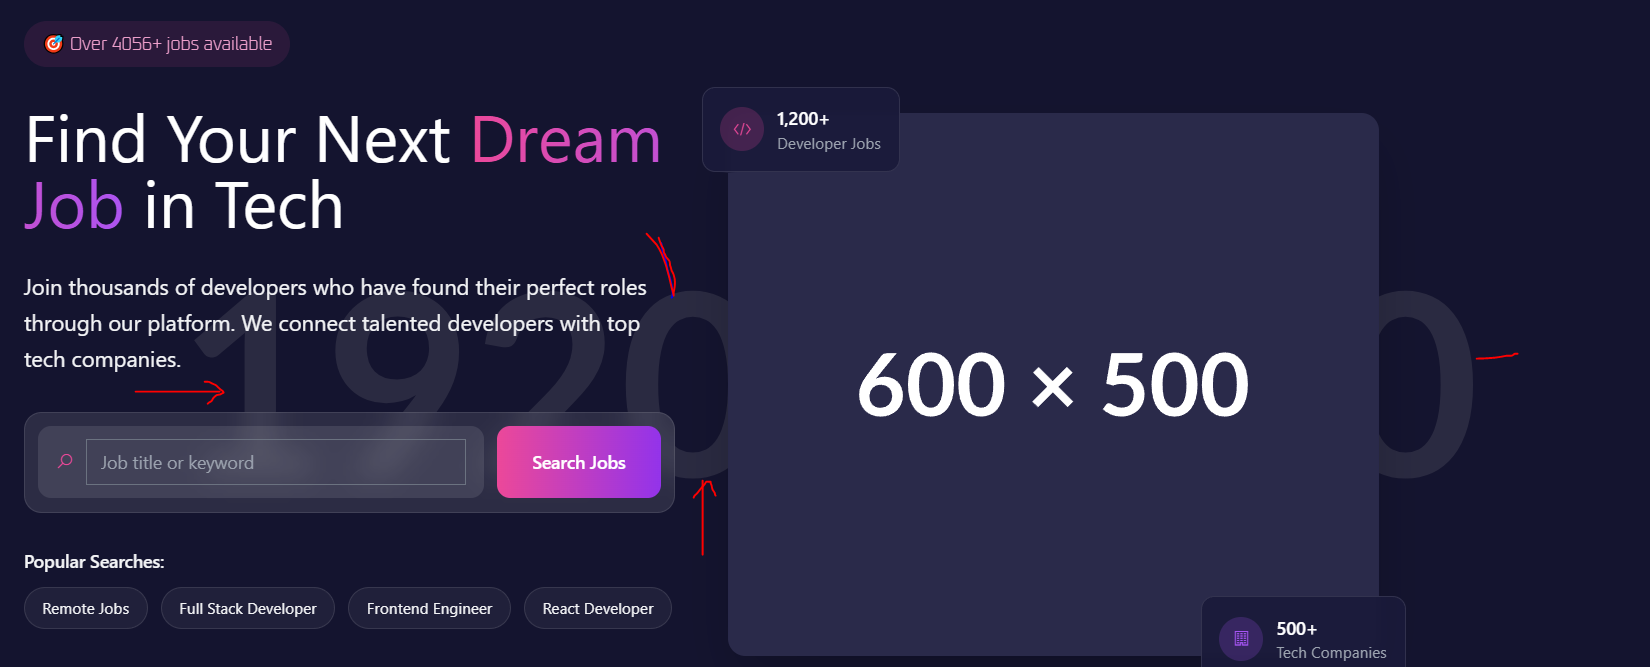 Over 4056+ jobs available
Find Your Next Dream
Job in Tech
Join thousands of developers who have found their perfect roles
through our platform. We connect talented developers with top
tech companies.
Job title or keyword
Search Jobs
Popular Searches:
Remote Jobs
Full Stack Developer
Frontend Engineer
React Developer
1,200+
Developer Jobs
600 × 500
500+
Tech Companies